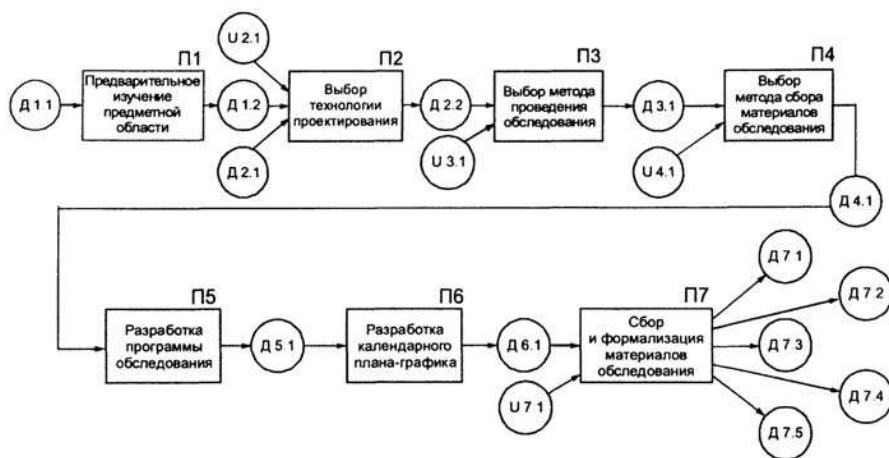 П1
П2
П3
П4
U 2.1
Д 1.1
Предварительное
изучение
предметной
области
Д 1.2
Выбор
технологии
проектирования
Д 2.2
Выбор метода
проведения
обследования
Д 3.1
Выбор
метода сбора
материалов
обследования
Д 2.1
U 3.1
U 4.1
Д 4.1
П5
П6
П7
Разработка
программы
обследования
Д 5.1
Разработка
календарного
плана-графика
Д 6.1
Сбор
и формализация
материалов
обследования
U 7.1
Д 7.1
Д 7.2
Д 7.3
Д 7.4
Д 7.5